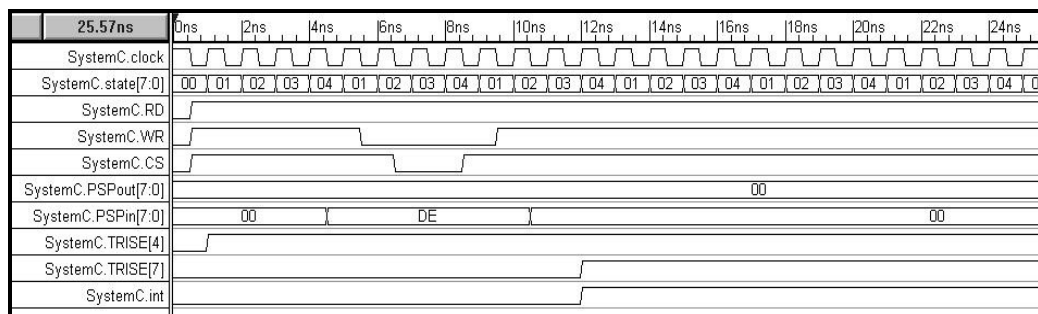 25.57ns 0ns 2ns 4ns 6ns 8ns 10ns 12ns 14ns 16ns 18ns 20ns 22ns 24ns
SystemC.clock
SystemC.state[7:0] 00 01 02 03 04 01 02 03 04 01 02 03 04 01 02 03 04 01 02 03 04 01 02 03 04 0
SystemC.RD
SystemC.WR
SystemC.CS
SystemC.PSPout[7:0] 00
SystemC.PSPin[7:0] 00 DE 00
SystemC.TRISE[4]
SystemC.TRISE[7]
SystemC.int